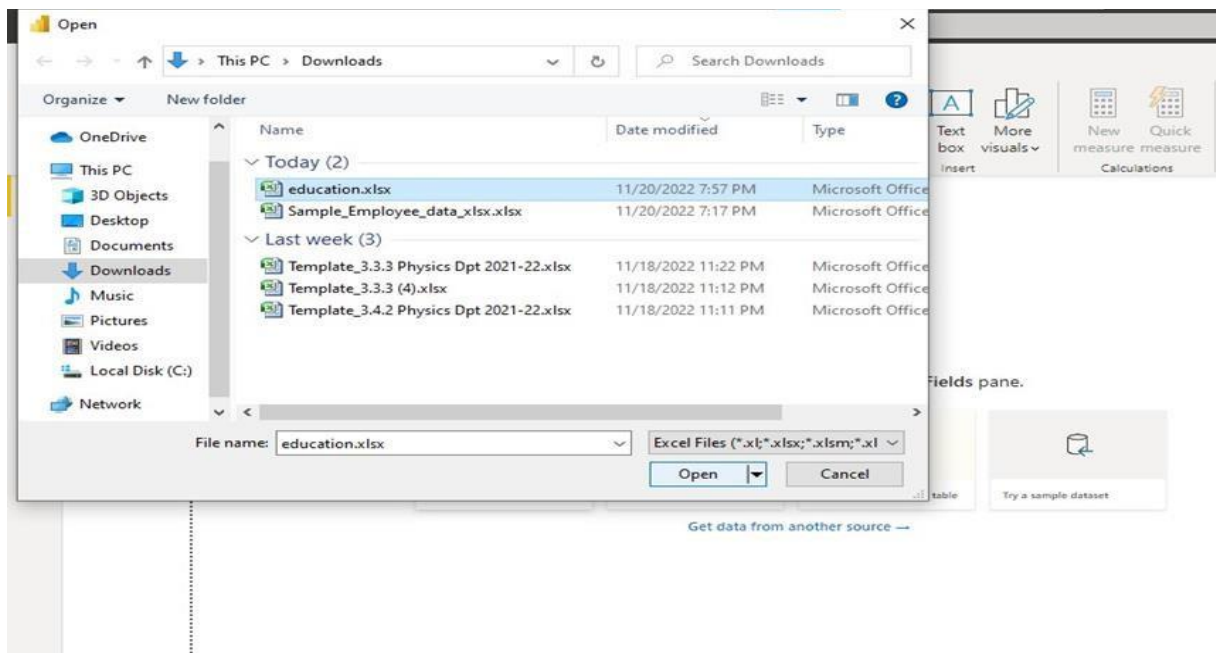 Open
This PC > Downloads
Search Downloads
Organize
New folder
OneDrive
This PC
3D Objects
Desktop
Documents
Downloads
Music
Pictures
Videos
Local Disk (C:)
Network
Name Date modified Type
Today (2)
education.xlsx 11/20/2022 7:57 PM Microsoft Office
Sample_Employee_data_xlsx.xlsx 11/20/2022 7:17 PM Microsoft Office
Last week (3)
Template_3.3.3 Physics Dpt 2021-22.xlsx 11/18/2022 11:22 PM Microsoft Office
Template_3.3.3 (4).xlsx 11/18/2022 11:12 PM Microsoft Office
Template_3.4.2 Physics Dpt 2021-22.xlsx 11/18/2022 11:11 PM Microsoft Office
File name: education.xlsx
Excel Files (*.xl;*.xlsx;*.xlsm;*.xl
Open
Cancel
A
Text box
More visuals
Insert
New measure
Quick measure
Calculations
Fields pane.
table
Try a sample dataset
Get data from another source →